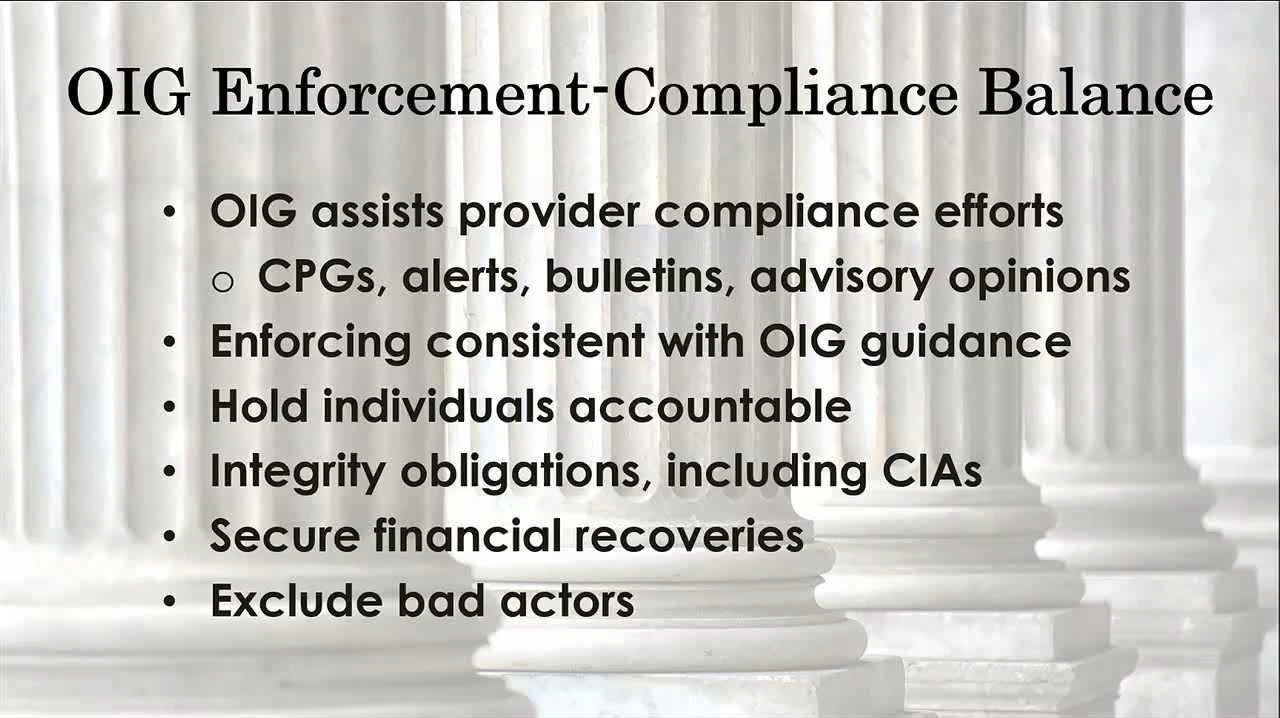 OIG Enforcement-Compliance Balance
• OIG assists provider compliance efforts
o CPGs, alerts, bulletins, advisory opinions
• Enforcing consistent with OIG guidance
• Hold individuals accountable
• Integrity obligations, including CIAs
• Secure financial recoveries
• Exclude bad actors